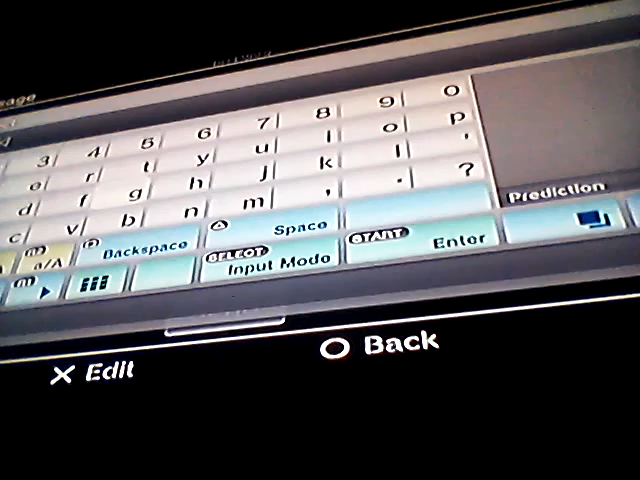 3 4 5 6 7 8 9 0
e r t y u l o p
d f g h j k l '
c v b n m , . ?
a/A Backspace Space Prediction
SELECT Input Mode START Enter
X Edit O Back